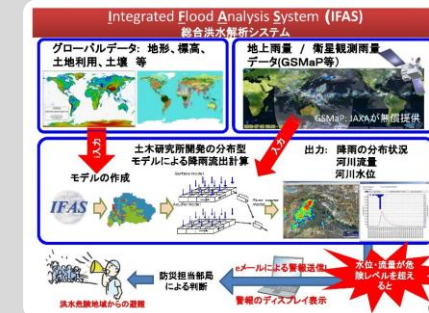 Integrated Flood Analysis System (IFAS)
総合洪水解析システム
グローバルデータ: 地形、標高、
土地利用、土壌 等
地上雨量 / 衛星観測雨量
データ(GSMaP等)
GSMaP: JAXAが無償提供
入力
入力
土木研究所開発の分布型
モデルによる降雨流出計算
出力: 降雨の分布状況
河川流量
河川水位
モデルの作成
IFAS
防災担当部局
による判断
eメールによる警報送信!
警報のディスプレイ表示
水位・流量が危
険レベルを超え
ると
洪水危険地域からの避難